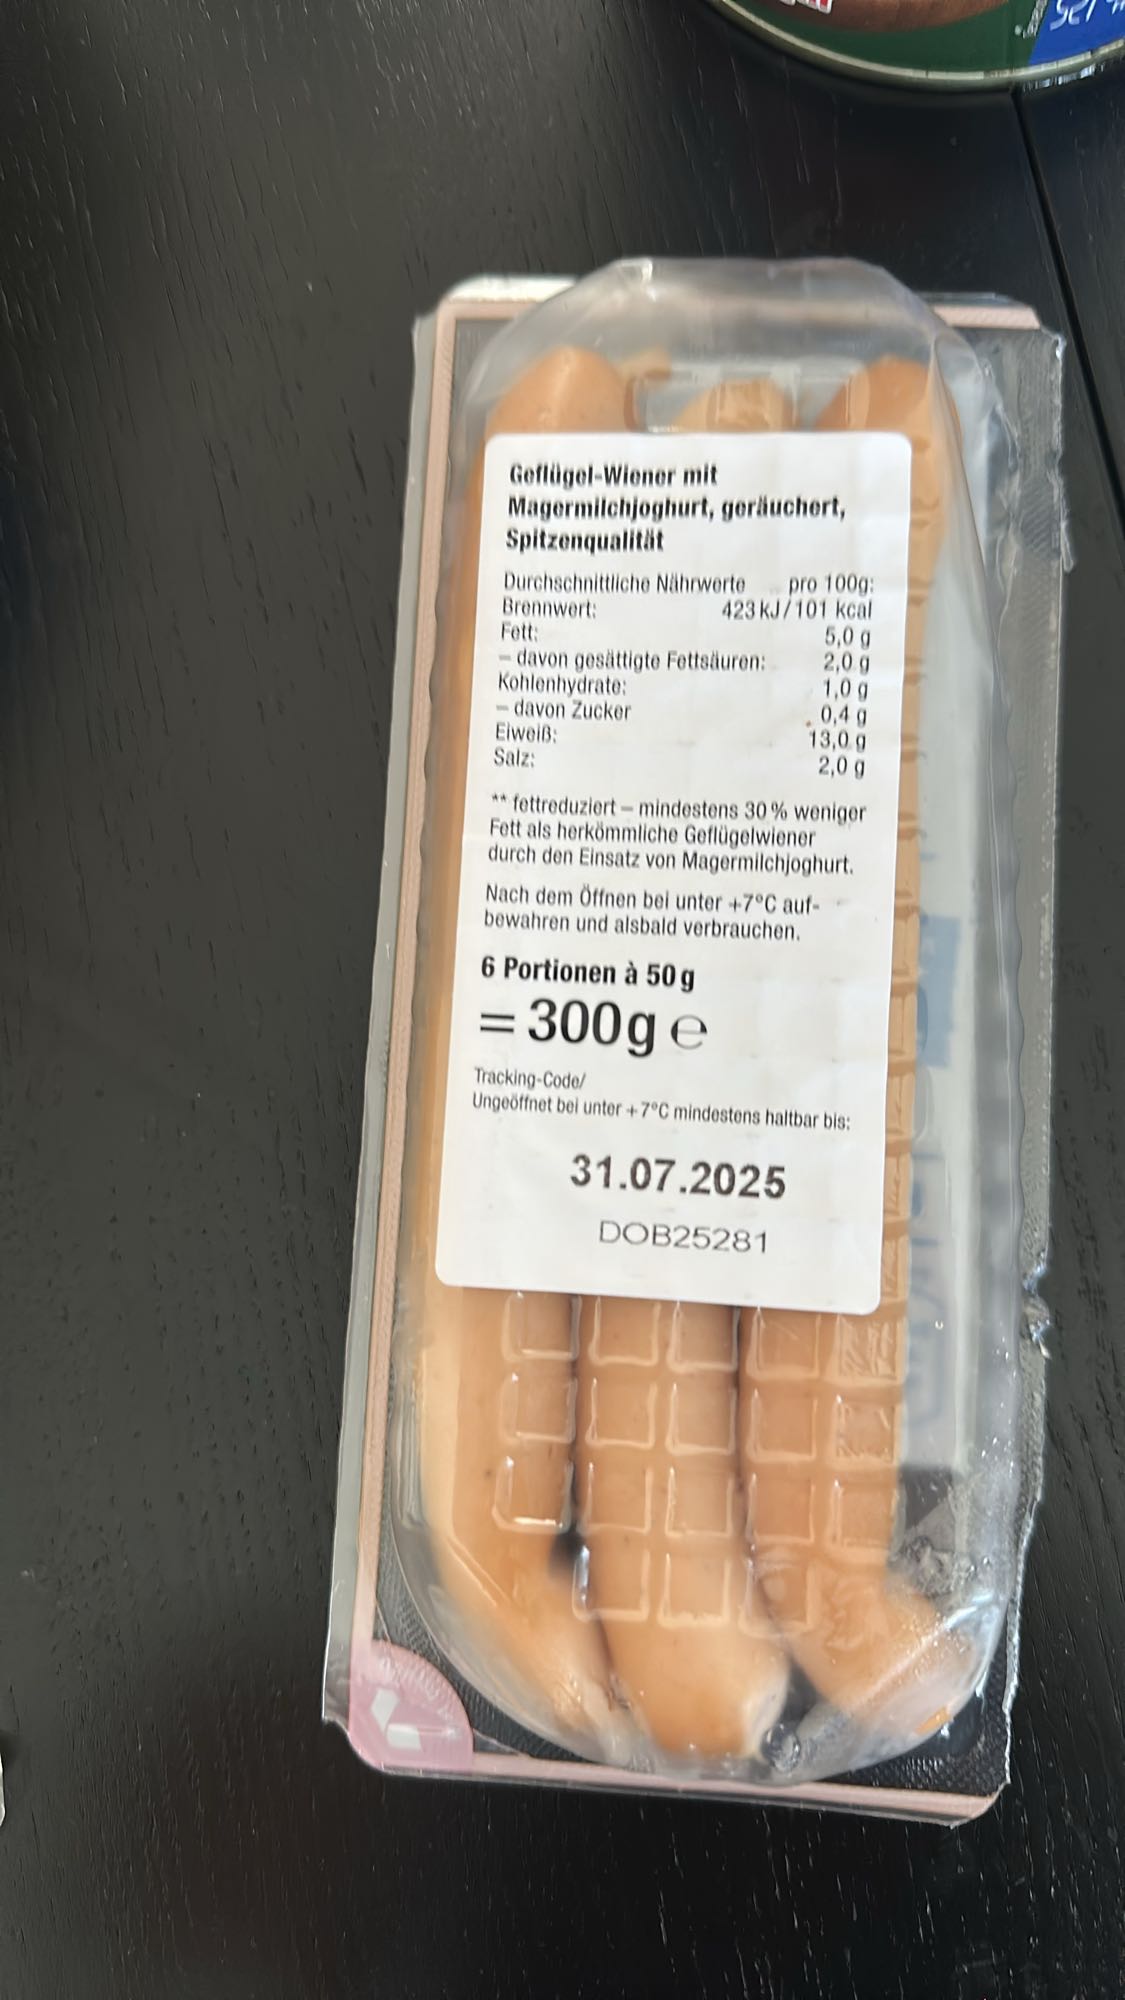 Geflügel-Wiener mit
Magermilchjoghurt, geräuchert,
Spitzenqualität
Durchschnittliche Nährwerte pro 100g:
Brennwert: 423 kJ/101 kcal
Fett: 5,0 g
– davon gesättigte Fettsäuren: 2,0 g
Kohlenhydrate: 1,0 g
– davon Zucker 0,4 g
Eiweiß: 13,0 g
Salz: 2,0 g
** fettreduziert – mindestens 30 % weniger
Fett als herkömmliche Geflügelwiener
durch den Einsatz von Magermilchjoghurt.
Nach dem Öffnen bei unter +7°C auf-
bewahren und alsbald verbrauchen.
6 Portionen à 50 g
= 300g ℮
Tracking-Code/
Ungeöffnet bei unter +7°C mindestens haltbar bis:
31.07.2025
DOB25281